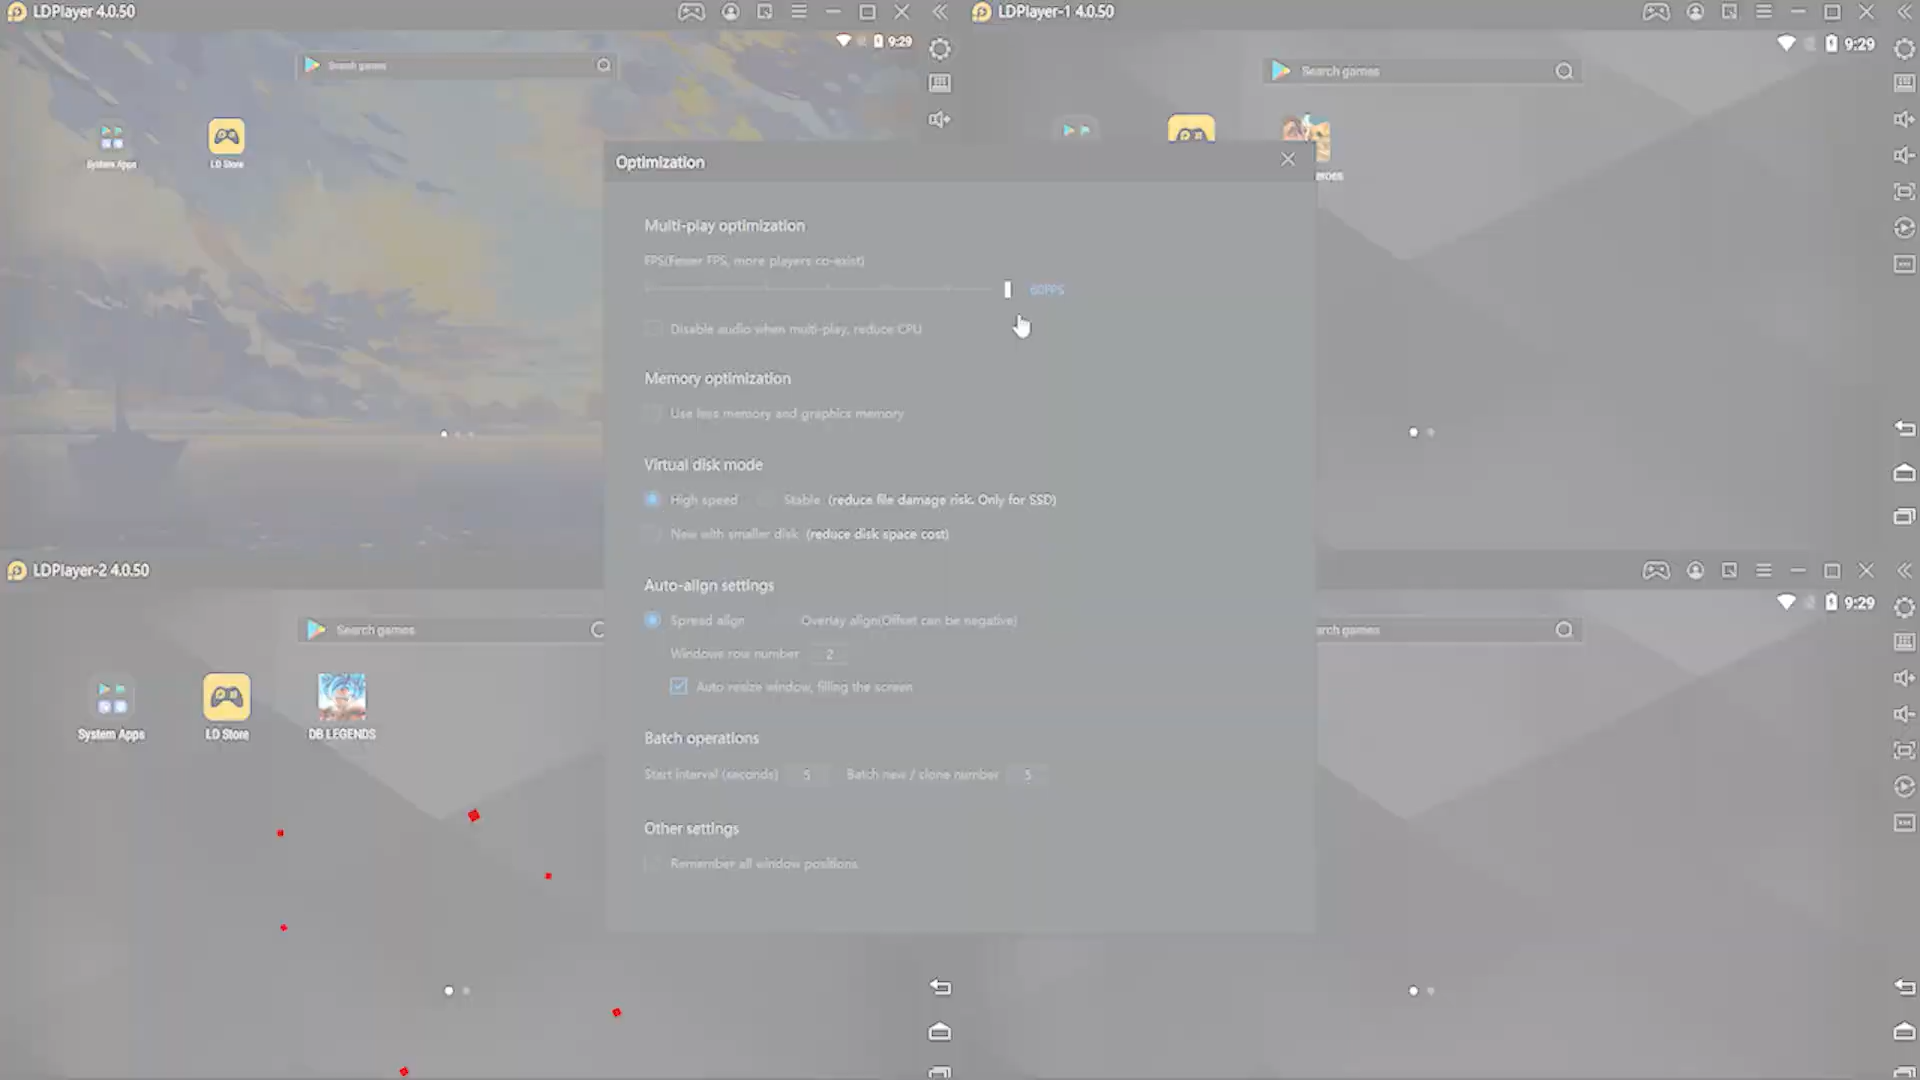 LDPlayer 4.0.50
LDPlayer-1 4.0.50
9:29
9:29
Search games
Search games
System Apps
LD Store
eroes
Optimization
Multi-play optimization
FPS(Fewer FPS, more players co-exist)
60FPS
Disable audio when multi-play, reduce CPU
Memory optimization
Use less memory and graphics memory
Virtual disk mode
High speed Stable (reduce file damage risk. Only for SSD)
New with smaller disk (reduce disk space cost)
Auto-align settings
Spread align Overlay align(Offset can be negative)
Windows row number 2
Auto resize window, filling the screen
Batch operations
Start interval (seconds) 5 Batch new / clone number 5
Other settings
Remember all window positions
LDPlayer-2 4.0.50
9:29
Search games
rch games
System Apps
LD Store
DB LEGENDS